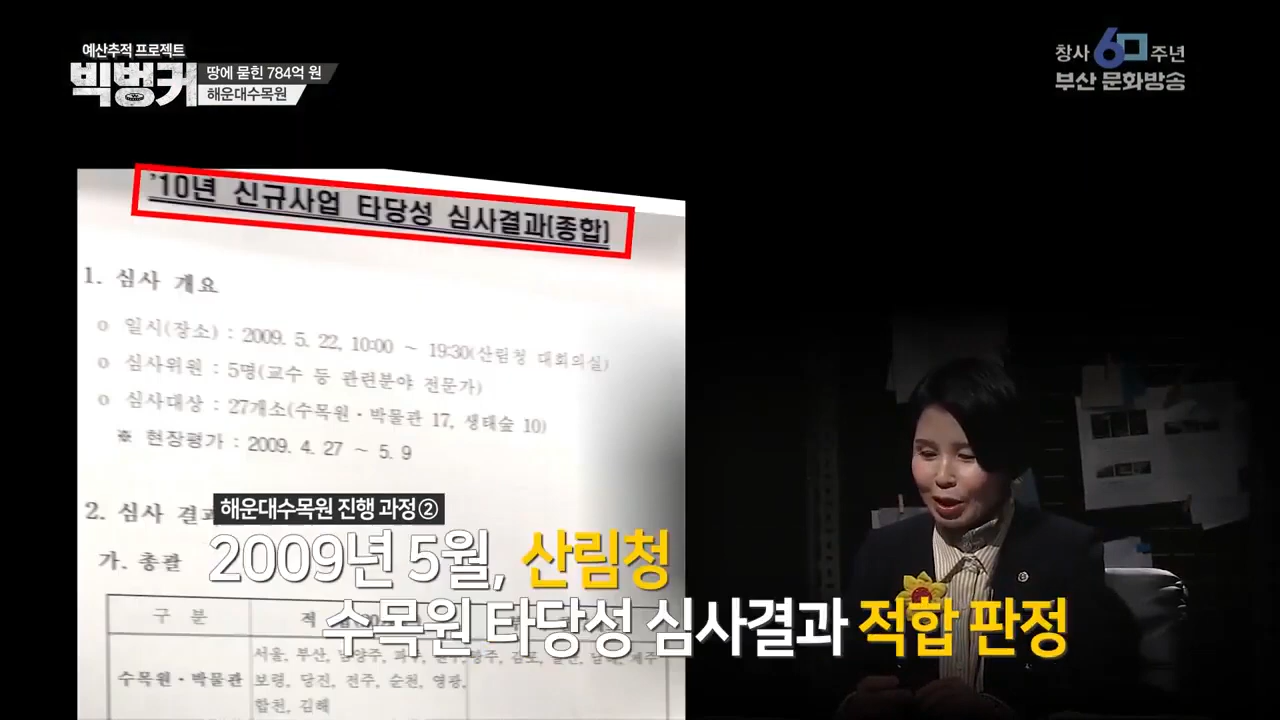 예산추적 프로젝트
빅벙커
땅에 묻힌 784억 원
해운대수목원
창사 60 주년
부산 문화방송
'10년 신규사업 타당성 심사결과(종합)
1. 심사 개요
o 일시(장소) : 2009. 5. 22, 10:00 ~ 19:30(산림청 대회의실)
o 심사위원 : 5명(교수 등 관련분야 전문가)
o 심사대상 : 27개소(수목원·박물관 17, 생태숲 10)
※ 현장평가 : 2009. 4. 27 ~ 5. 9
2. 심사 결과
해운대수목원 진행 과정②
가. 총괄
2009년 5월, 산림청
수목원 타당성 심사결과 적합 판정
구 분
수목원·박물관
서울, 부산,
보령, 당진, 전주, 순천, 영광,
합천, 김해